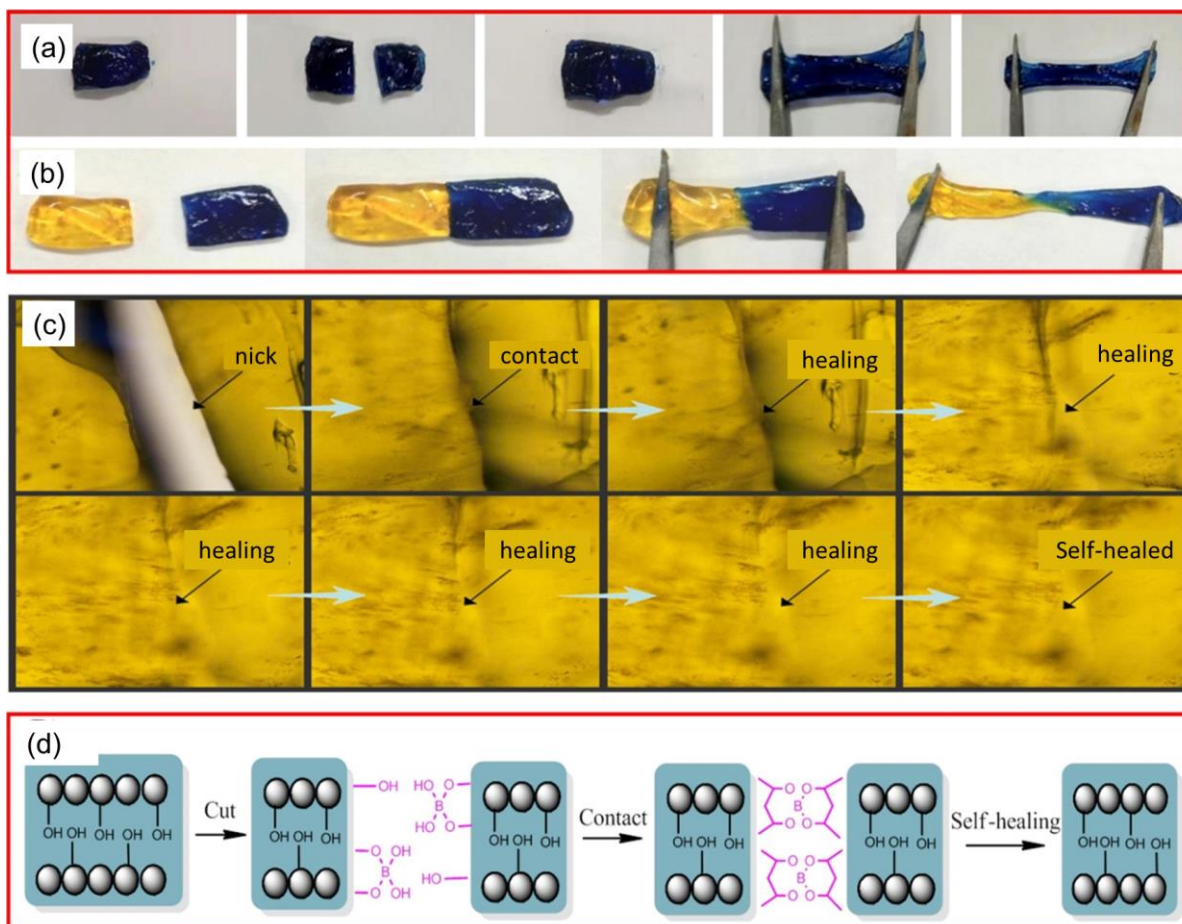 (a)
(b)
(c)
nick
contact
healing
healing
healing
healing
healing
Self-healed
(d)
Cut
Contact
Self-healing
OH OH OH OH OH
OH OH OH
OH HO O
B
HO O
O OH
B
O OH
HO
OH OH OH
OH OH OH
O O
B
O O
O O
B
O O
OH OH OH
OH OH OH OH